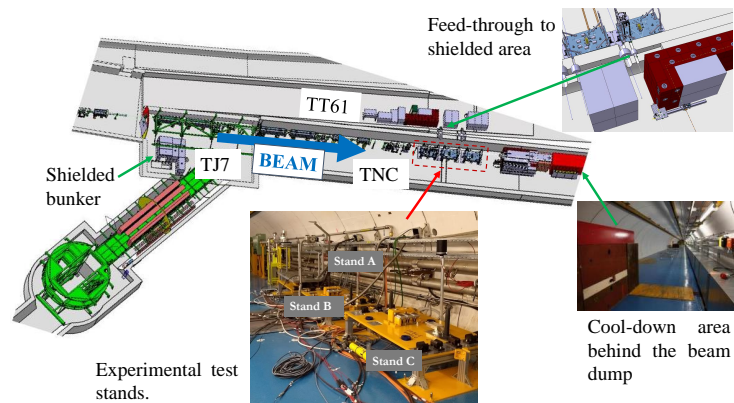 Feed-through to
shielded area
TT61
BEAM
TJ7
TNC
Shielded
bunker
Stand A
Stand B
Stand C
Experimental test
stands.
Cool-down area
behind the beam
dump